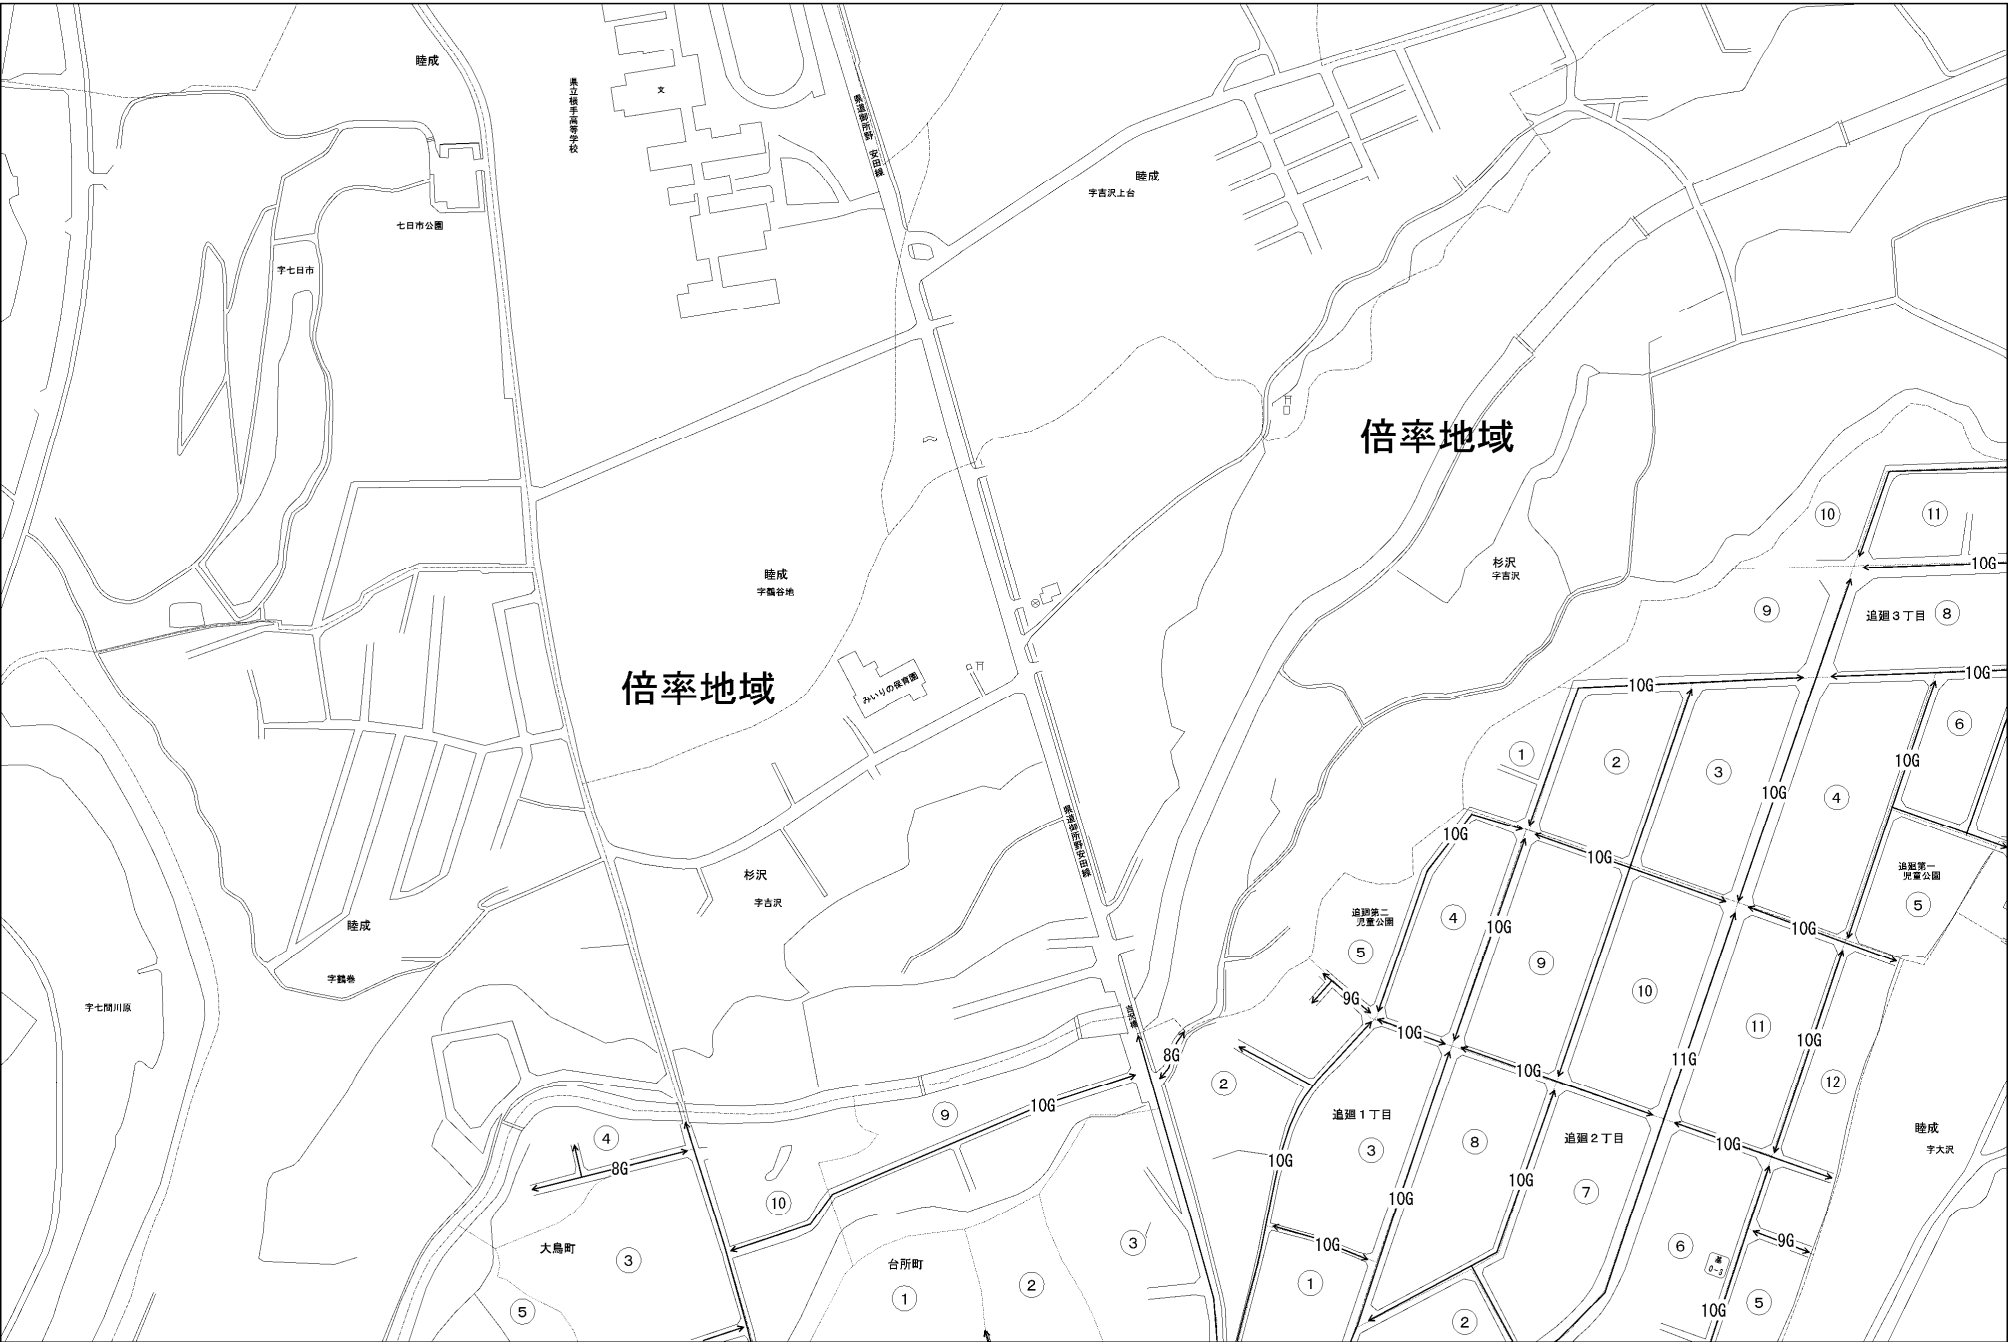 睦成
県立横手高等学校
文
県道御所野　安田線
睦成
字吉沢上台
七日市公園
字七日市
倍率地域
⑩
⑪
杉沢
字吉沢
10G
睦成
字鶴谷地
⑨
追廻３丁目
⑧
倍率地域
みいりの保育園
10G
10G
①
②
③
④
⑥
10G
10G
県道御所野安田線
10G
10G
杉沢
字吉沢
追廻第一
児童公園
⑤
睦成
字鶴巻
追廻第二
児童公園
④
⑤
10G
10G
⑨
⑩
字七間川原
9G
吉沢橋
10G
⑪
10G
8G
②
10G
11G
⑫
⑨
10G
追廻１丁目
③
⑧
追廻２丁目
10G
睦成
字大沢
④
8G
10G
⑩
10G
10G
⑦
大鳥町
③
台所町
①
②
③
10G
①
⑥
9G
基
0-3
⑤
⑤
10G
②